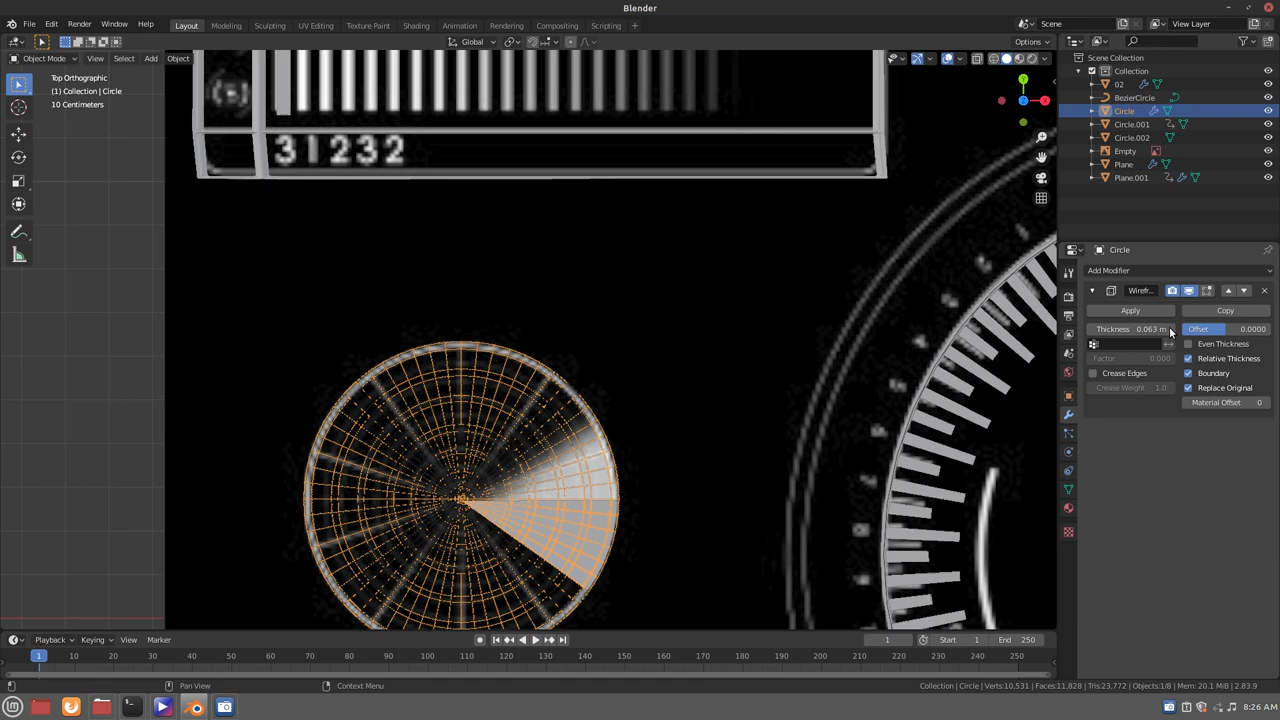 Blender
File Edit Render Window Help Layout Modeling Sculpting UV Editing Texture Paint Shading Animation Rendering Compositing Scripting Scene View Layer
Global Options
Object Mode View Select Add Object
Top Orthographic
(1) Collection | Circle
10 Centimeters
(s)
31232
Y
X
Z
Scene Collection
Collection
02
BezierCircle
Circle
Circle.001
Circle.002
Empty
Plane
Plane.001
Circle
Add Modifier
Wirefr...
Apply Copy
Thickness 0.063 m Offset 0.0000
Even Thickness
Factor 0.000 Relative Thickness
Crease Edges Boundary
Crease Weight 1.0 Replace Original
Material Offset 0
Playback Keying View Marker 1 Start 1 End 250
1 10 20 30 40 50 60 70 80 90 100 110 120 130 140 150 160 170 180 190 200 210 220 230 240 250
Pan View Context Menu Collection | Circle | Verts:10,531 | Faces:11,828 | Tris:23,772 | Objects:1/8 | Mem: 20.1 MiB | 2.83.9
8:26 AM